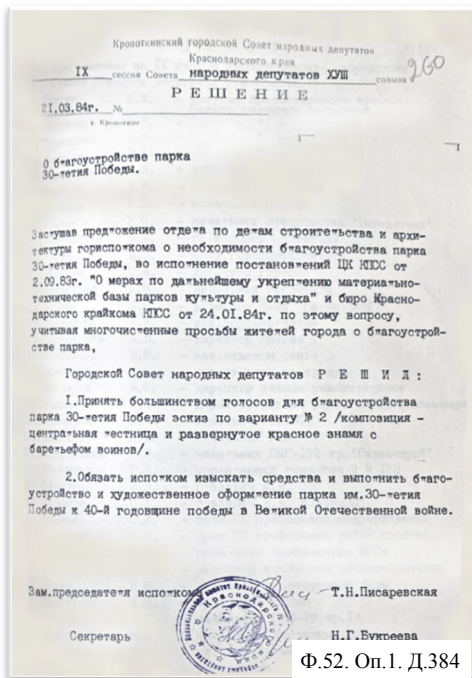 Кропоткинский городской Совет народных депутатов
Краснодарского края
IX сессия Совета народных депутатов ХУШ созыва
260
РЕШЕНИЕ
21.03.84г. №
г. Кропоткин
О благоустройстве парка
30-летия Победы.
Заслушав предложение отдела по делам строительства и архи-
тектуры горисполкома о необходимости благоустройства парка
30-летия Победы, во исполнение постановлений ЦК КПСС от
2.09.83г. "О мерах по дальнейшему укреплению материально-
технической базы парков культуры и отдыха" и бюро Красно-
дарского крайкома КПСС от 24.01.84г. по этому вопросу,
учитывая многочисленные просьбы жителей города о благоустрой-
стве парка,
Городской Совет народных депутатов РЕШИЛ:
1.Принять большинством голосов для благоустройства
парка 30-летия Победы эскиз по варианту № 2 /композиция -
центральная лестница и развернутое красное знамя с
барельефом воинов/.
2.Обязать исполком изыскать средства и выполнить благо-
устройство и художественное оформление парка им.30-летия
Победы к 40-й годовщине победы в Великой Отечественной войне.
Зам.председателя исполкома Т.Н.Писаревская
Краснодарского
Секретарь Н.Г.Букреева
Ф.52. Оп.1. Д.384